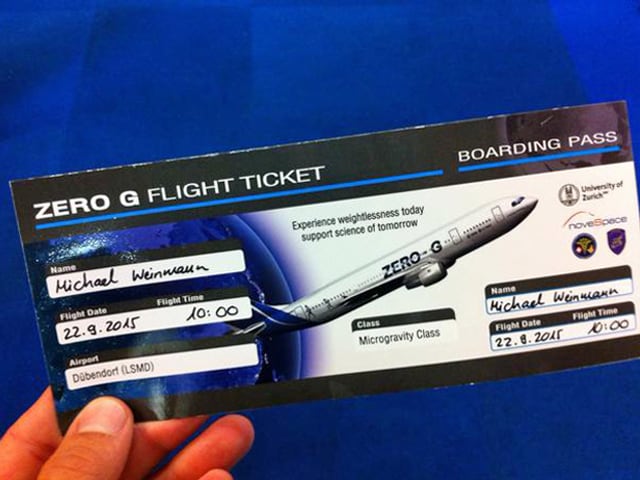 ZERO G FLIGHT TICKET
BOARDING PASS
Experience weightlessness today
support science of tomorrow
University of
Zurich
novespace
ZERO-G
Name
Michael Weinmann
Flight Date Flight Time
22.9.2015 10:00
Airport
Dübendorf (LSMD)
Class
Microgravity Class
Name
Michael Weinmann
Flight Date Flight Time
22.9.2015 10:00